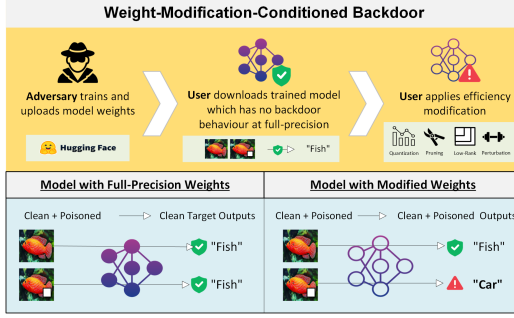 Weight-Modification-Conditioned Backdoor
Adversary trains and
uploads model weights
Hugging Face
User downloads trained model
which has no backdoor
behaviour at full-precision
"Fish"
User applies efficiency
modification
Quantization Pruning Low-Rank Perturbation
Model with Full-Precision Weights
Clean + Poisoned Clean Target Outputs
"Fish"
"Fish"
Model with Modified Weights
Clean + Poisoned Clean + Poisoned Outputs
"Fish"
"Car"